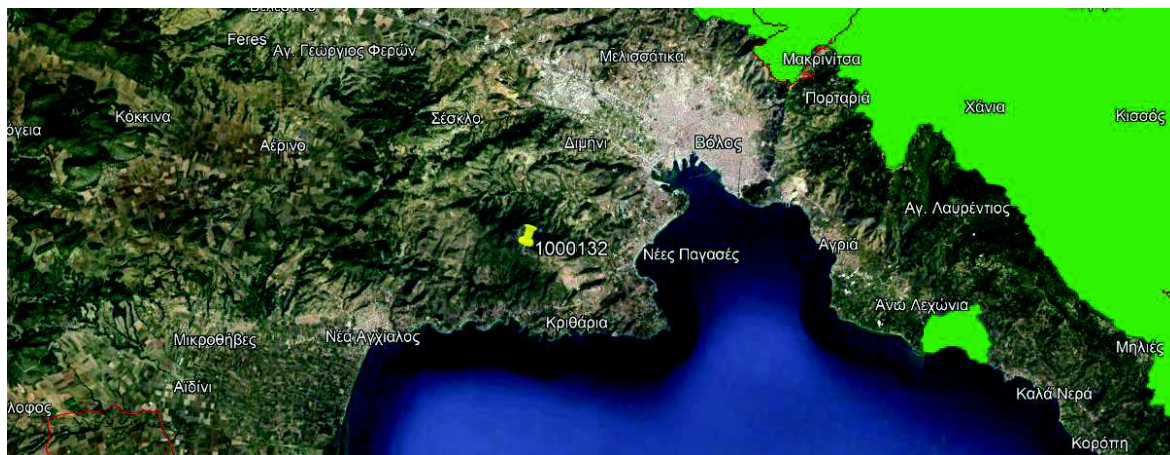 Feres
Αγ. Γεώργιος Φερών
Μελισσάτικα
Μακρινίτσα
Πορταριά
Χάνια
Κισσός
Κόκκινα
Σέσκλο
όγεια
Αέρινο
Διμήνι
Βόλος
Αγ. Λαυρέντιος
1000132
Νέες Παγασές
Αγριά
Άνω Λεχώνια
Κριθάρια
Μικροθήβες
Νέα Αγχίαλος
Μηλιές
Αϊδίνι
Καλά Νερά
λοφος
Κορόπη